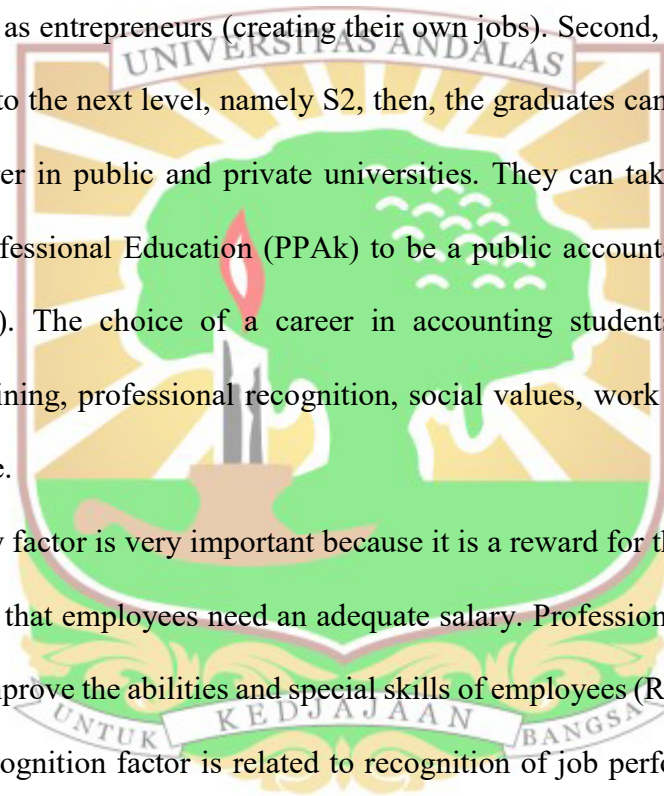 as entrepreneurs (creating their own jobs). Second,
UNIVERSITAS ANDALAS
to the next level, namely S2, then, the graduates can
er in public and private universities. They can tak
ofessional Education (PPAk) to be a public accounta
). The choice of a career in accounting students
ining, professional recognition, social values, work
e.
y factor is very important because it is a reward for th
that employees need an adequate salary. Profession
nprove the abilities and special skills of employees (R
UNTUK KEDJAJAAN BANGSA
cognition factor is related to recognition of job perfo